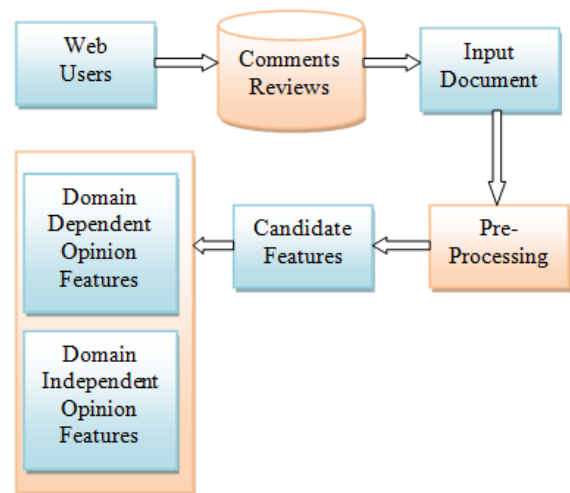 Web
Users
Comments
Reviews
Input
Document
Pre-
Processing
Candidate
Features
Domain
Dependent
Opinion
Features
Domain
Independent
Opinion
Features